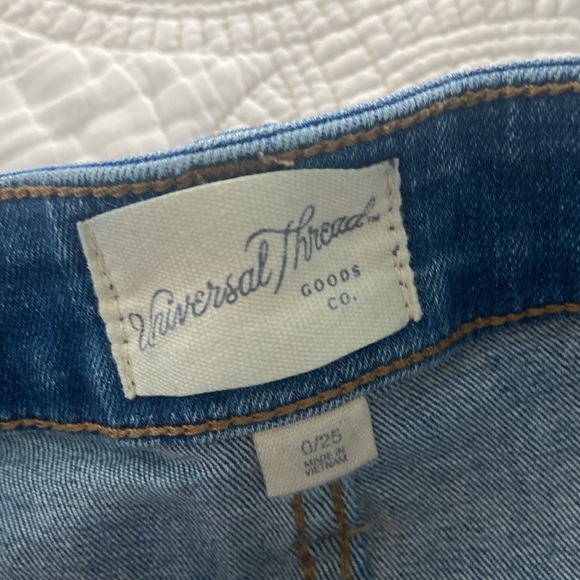 Universal Thread™
GOODS
CO.
0/25
MADE IN
VIETNAM